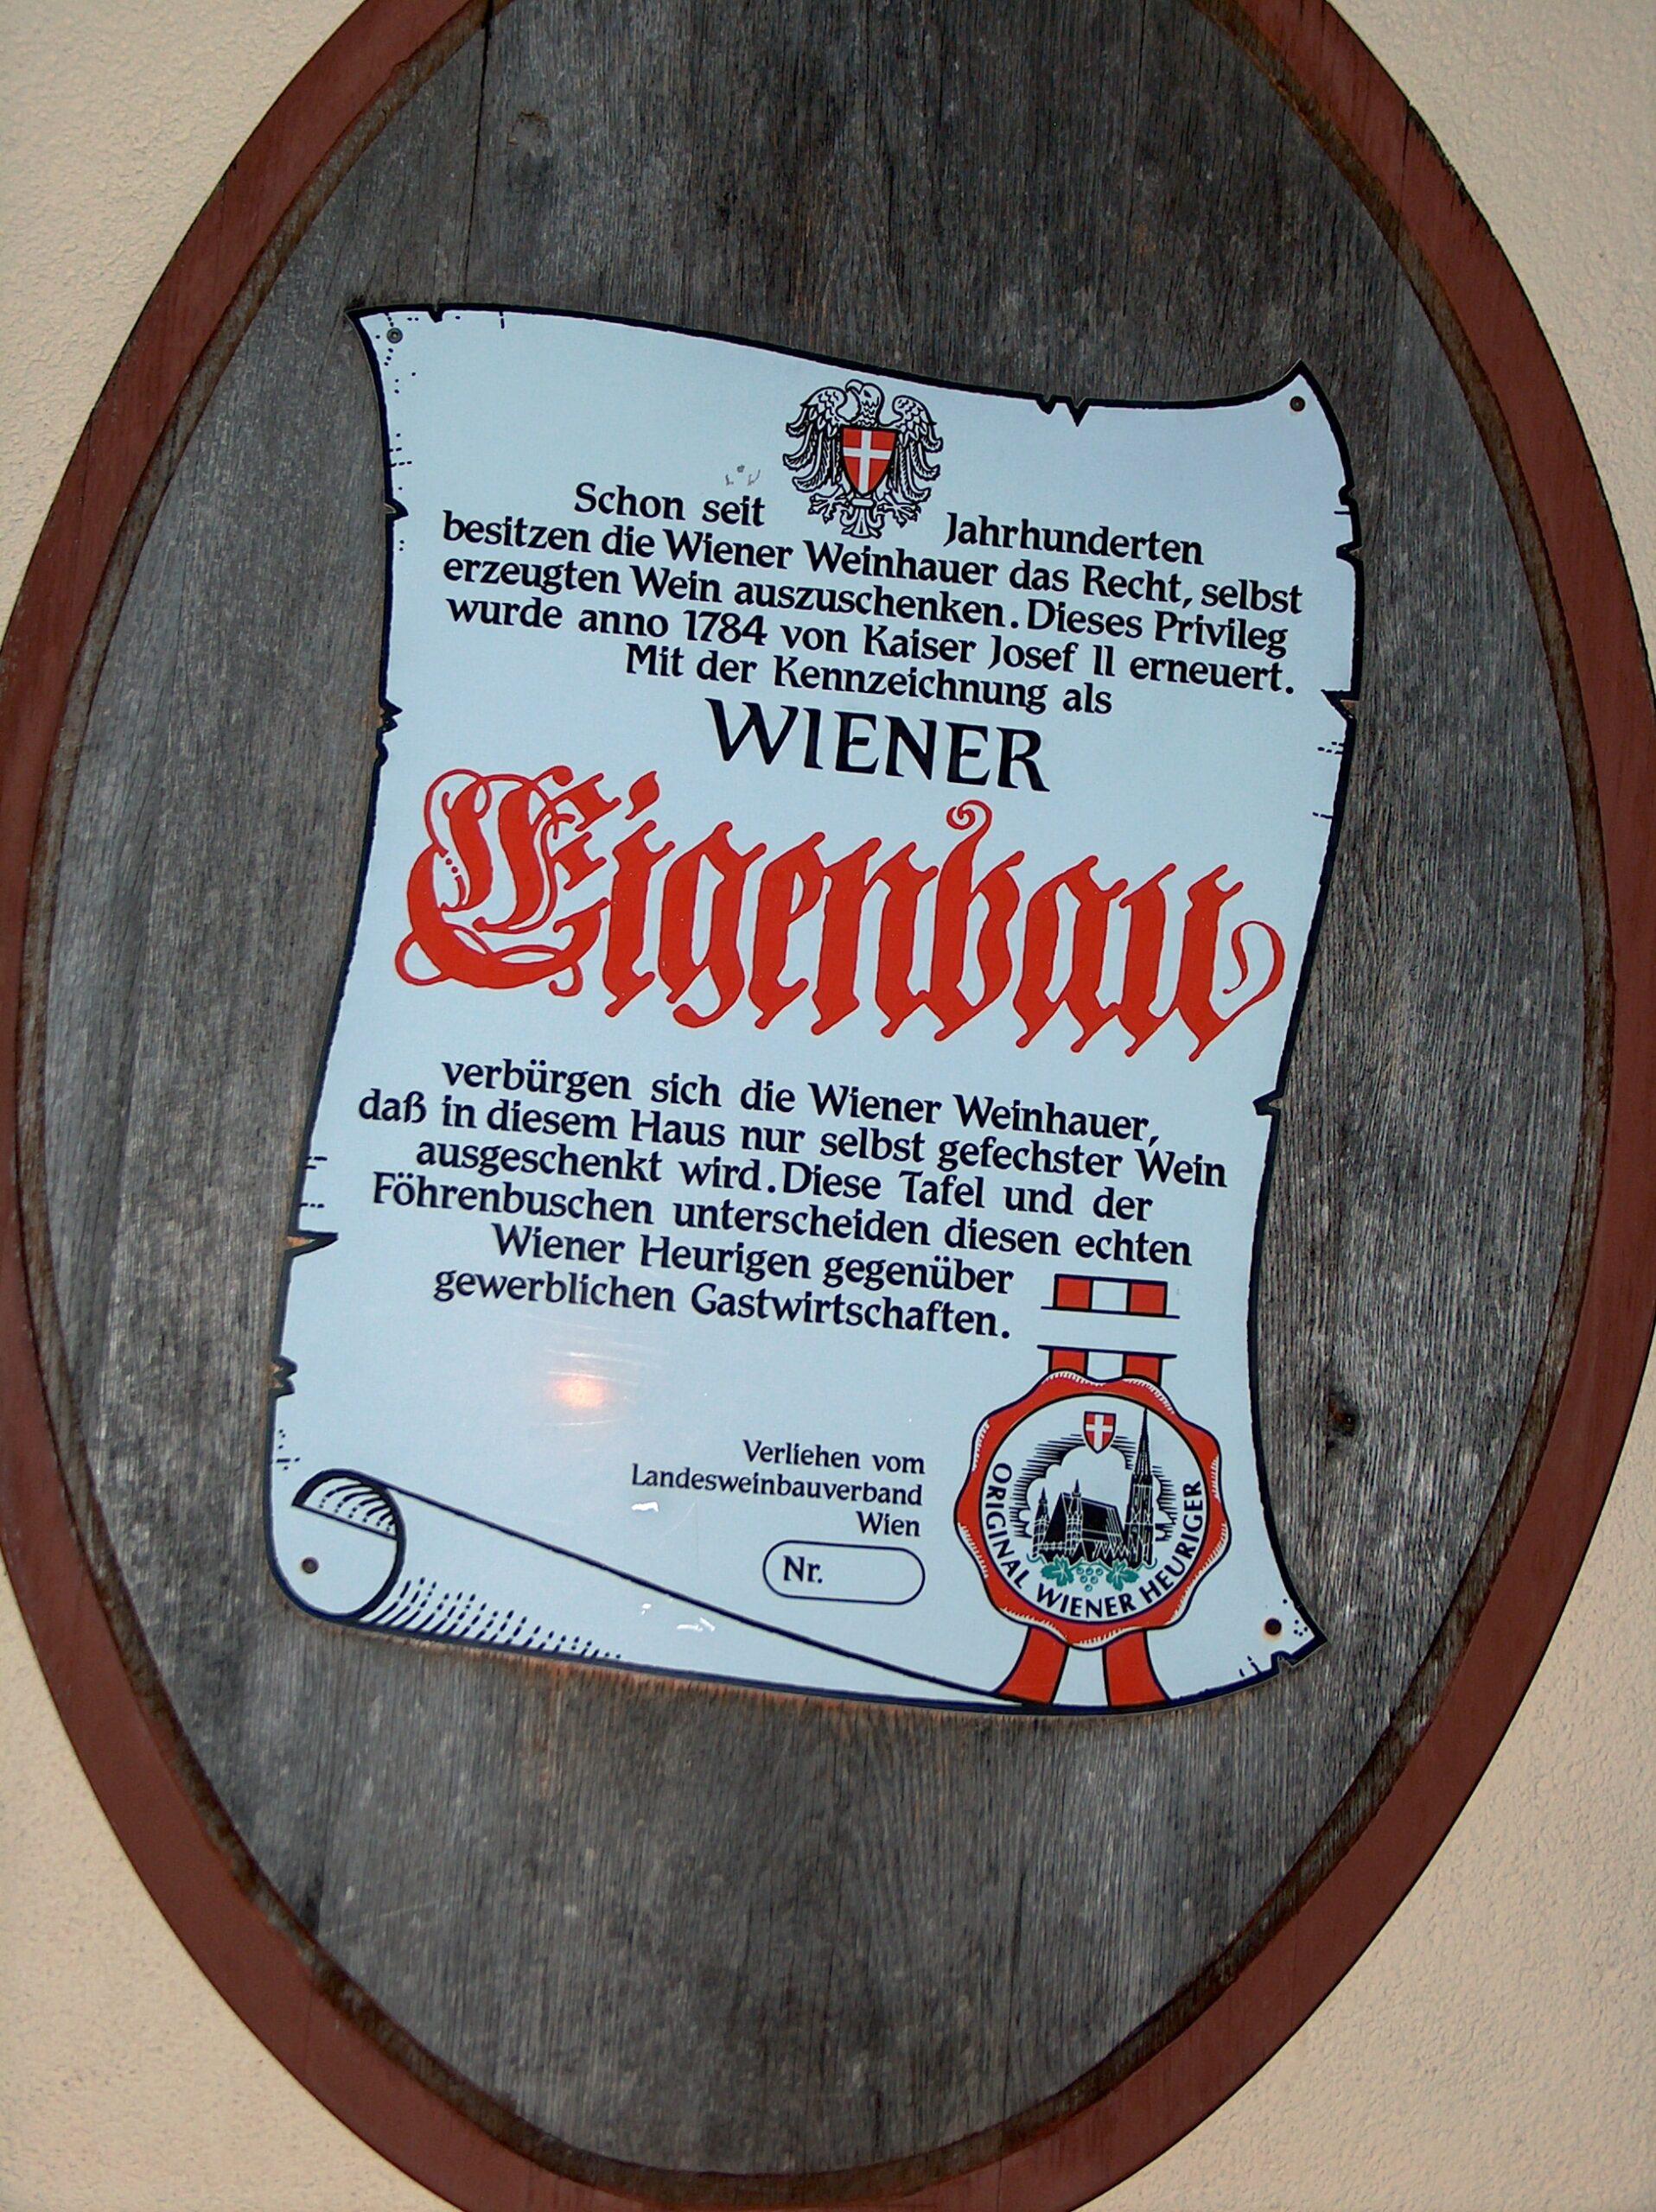 Schon seit Jahrhunderten
besitzen die Wiener Weinhauer das Recht, selbst
erzeugten Wein auszuschenken. Dieses Privileg
wurde anno 1784 von Kaiser Josef II erneuert.
Mit der Kennzeichnung als
WIENER
Eigenbau
verbürgen sich die Wiener Weinhauer,
daß in diesem Haus nur selbst gefechster Wein
ausgeschenkt wird. Diese Tafel und der
Föhrenbuschen unterscheiden diesen echten
Wiener Heurigen gegenüber
gewerblichen Gastwirtschaften.
Verliehen vom
Landesweinbauverband
Wien
Nr.
ORIGINAL WIENER HEURIGER